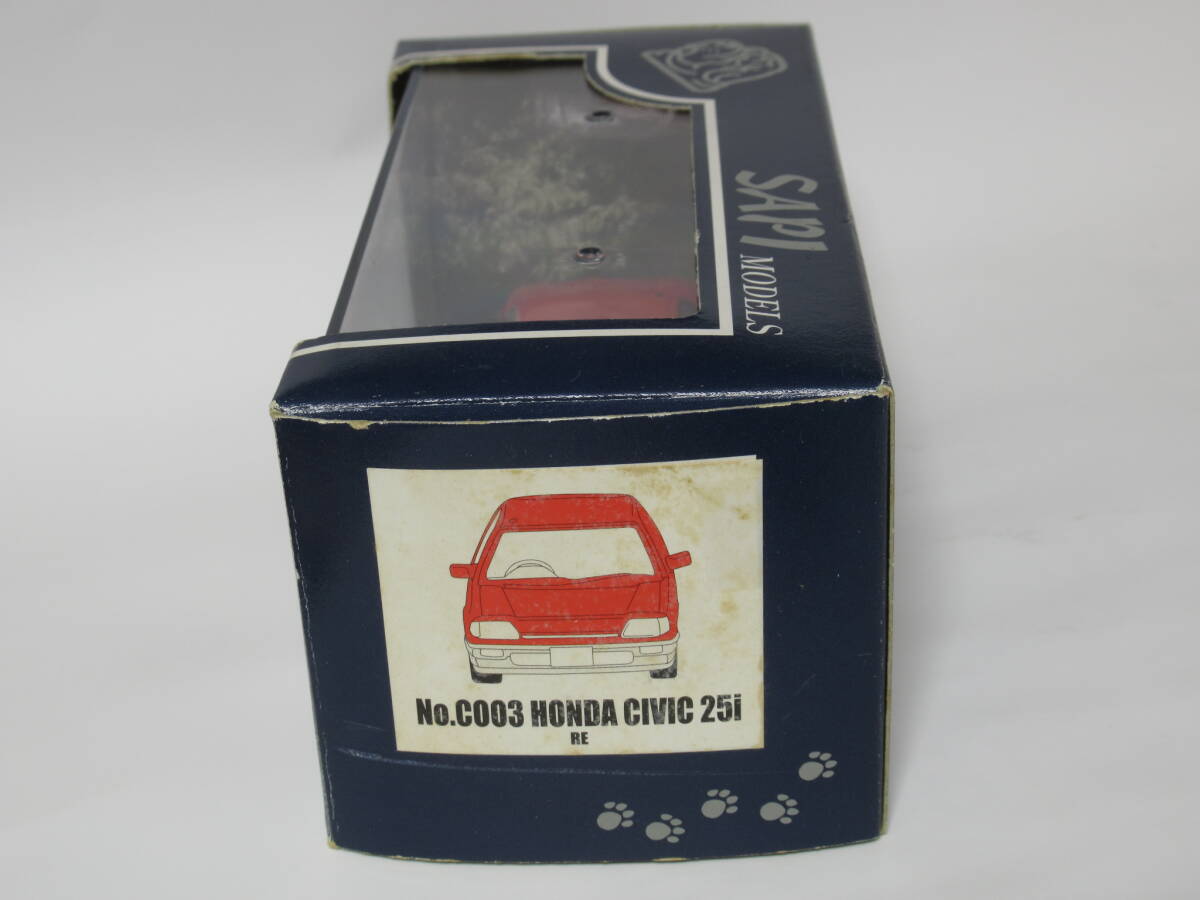 SAPI MODELS
No.C003 HONDA CIVIC 25i
RE